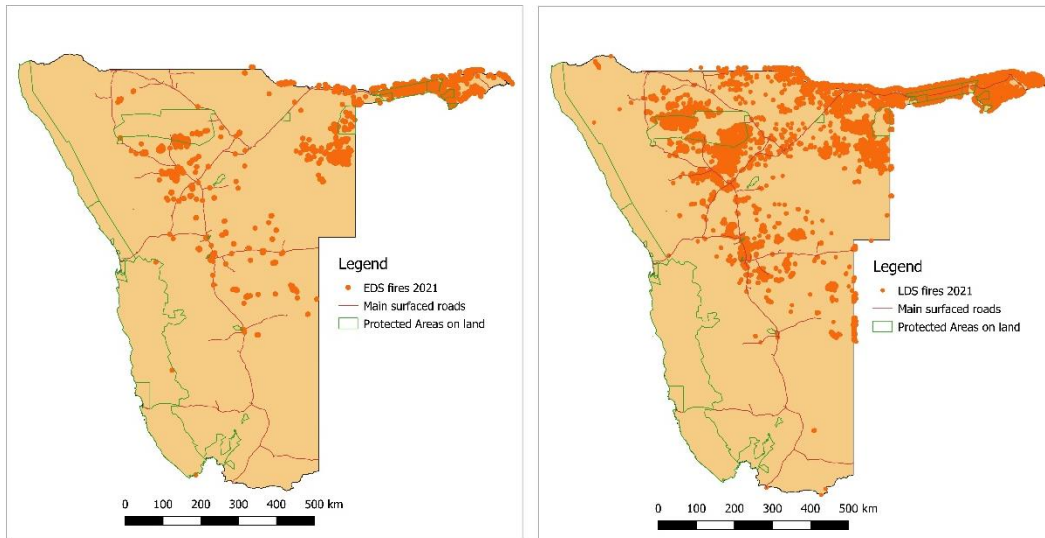 Legend
EDS fires 2021
Main surfaced roads
Protected Areas on land
0 100 200 300 400 500 km
Legend
LDS fires 2021
Main surfaced roads
Protected Areas on land
0 100 200 300 400 500 km